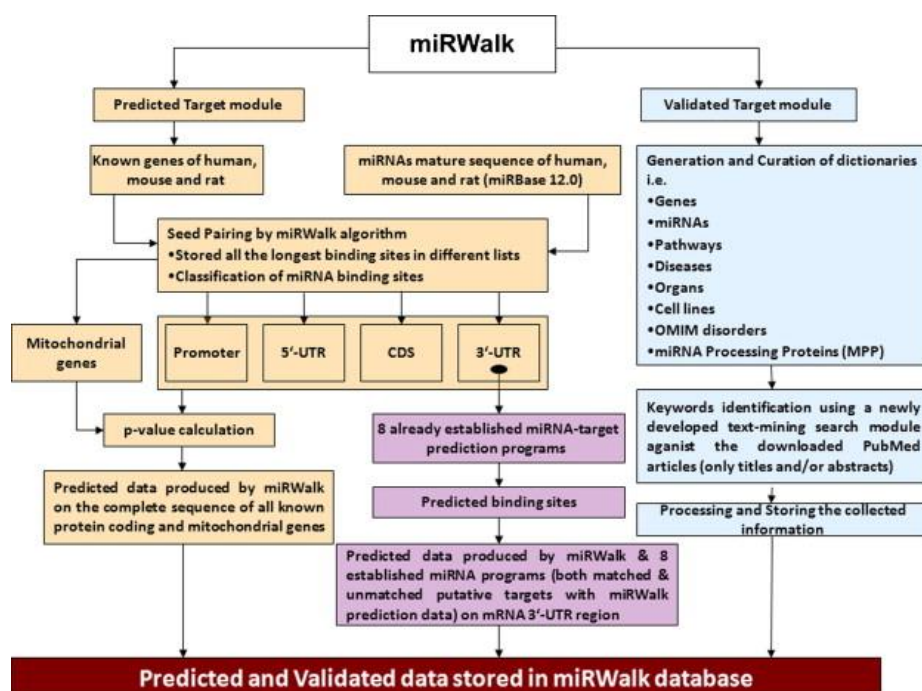 miRWalk
Predicted Target module
Validated Target module
Known genes of human,
mouse and rat
miRNAs mature sequence of human,
mouse and rat (miRBase 12.0)
Generation and Curation of dictionaries
i.e.
•Genes
•miRNAs
•Pathways
•Diseases
•Organs
•Cell lines
•OMIM disorders
•miRNA Processing Proteins (MPP)
Seed Pairing by miRWalk algorithm
•Stored all the longest binding sites in different lists
•Classification of miRNA binding sites
Mitochondrial
genes
Promoter
5’-UTR
CDS
3’-UTR
p-value calculation
8 already established miRNA-target
prediction programs
Keywords identification using a newly
developed text-mining search module
aganist the downloaded PubMed
articles (only titles and/or abstracts)
Predicted data produced by miRWalk
on the complete sequence of all known
protein coding and mitochondrial genes
Predicted binding sites
Processing and Storing the collected
information
Predicted data produced by miRWalk & 8
established miRNA programs (both matched &
unmatched putative targets with miRWalk
prediction data) on mRNA 3’-UTR region
Predicted and Validated data stored in miRWalk database